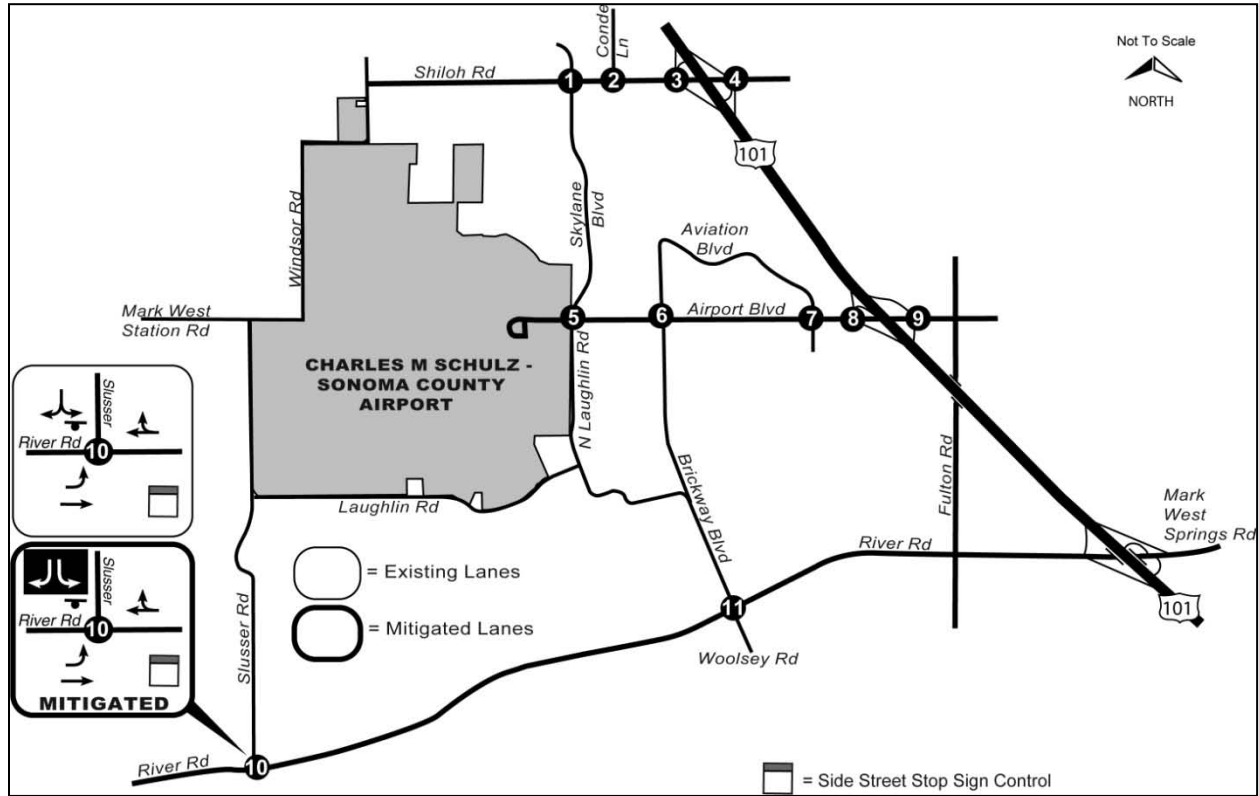 Not To Scale
NORTH
Conde
Ln
Shiloh Rd
1
2
3
4
101
Windsor Rd
Skylane
Blvd
Aviation
Blvd
Mark West
Station Rd
Airport Blvd
5
6
7
8
9
CHARLES M SCHULZ -
SONOMA COUNTY
AIRPORT
N Laughlin Rd
Brickway Blvd
Fulton Rd
Mark
West
Springs Rd
Slusser
River Rd
10
Laughlin Rd
River Rd
= Existing Lanes
Slusser
River Rd
10
MITIGATED
= Mitigated Lanes
Slusser Rd
11
Woolsey Rd
101
River Rd
10
= Side Street Stop Sign Control